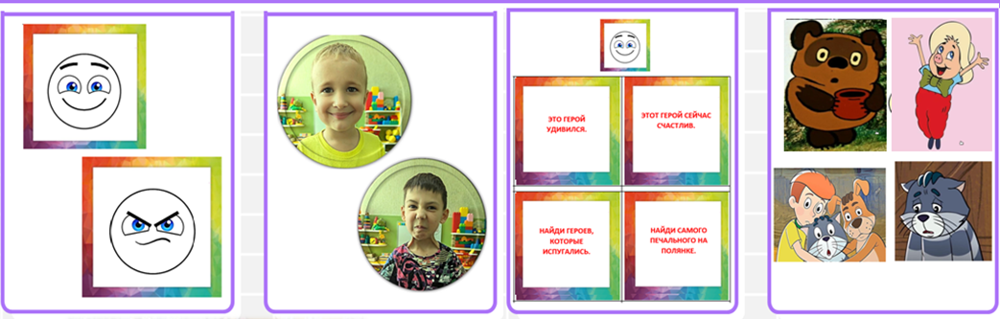 ЭТО ГЕРОЙ
УДИВИЛСЯ.
ЭТОТ ГЕРОЙ СЕЙЧАС
СЧАСТЛИВ.
НАЙДИ ГЕРОЕВ,
КОТОРЫЕ
ИСПУГАЛИСЬ.
НАЙДИ САМОГО
ПЕЧАЛЬНОГО НА
ПОЛЯНКЕ.